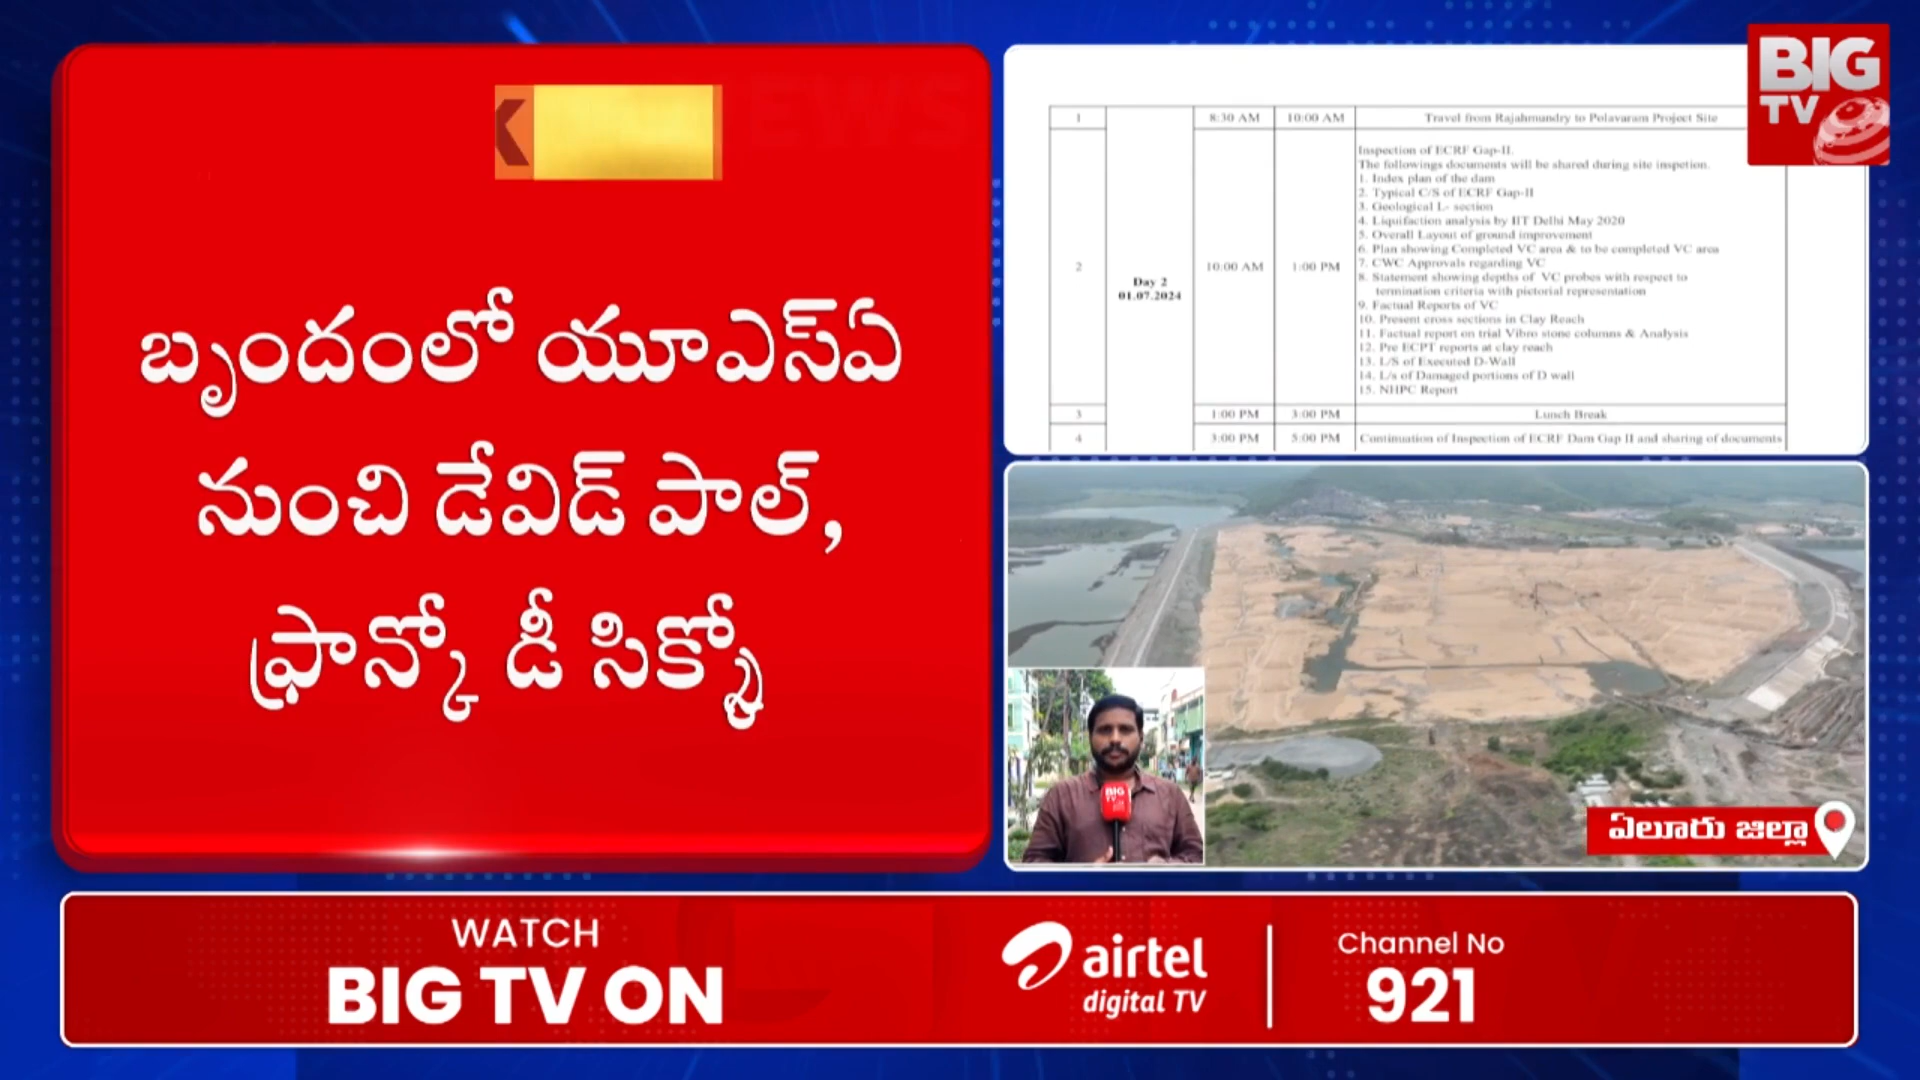 బృందంలో యూఎస్ఏ
నుంచి డేవిడ్ పాల్,
ఫ్రాన్కో డీ సిక్కో
BIG
TV
1 8:30 AM 10:00 AM Travel from Rajahmundry to Polavaram Project Site
Inspection of ECRF Gap-II.
The followings documents will be shared during site inspetion.
1. Index plan of the dam
2. Typical C/S of ECRF Gap-II
3. Geological L- section
4. Liquifaction analysis by IIT Delhi May 2020
5. Overall Layout of ground improvement
6. Plan showing Completed VC area & to be completed VC area
2 10:00 AM 1:00 PM 7. CWC Approvals regarding VC
Day 2 8. Statement showing depths of VC probes with respect to
01.07.2024 termination criteria with pictorial representation
9. Factual Reports of VC
10. Present cross sections in Clay Reach
11. Factual report on trial Vibro stone columns & Analysis
12. Pre ECPT reports at clay reach
13. L/S of Executed D-Wall
14. L/s of Damaged portions of D wall
15. NHPC Report
3 1:00 PM 3:00 PM Lunch Break
4 3:00 PM 5:00 PM Continuation of Inspection of ECRF Dam Gap II and sharing of documents
BIG
TV
ఏలూరు జిల్లా
WATCH
BIG TV ON
airtel
digital TV
Channel No
921